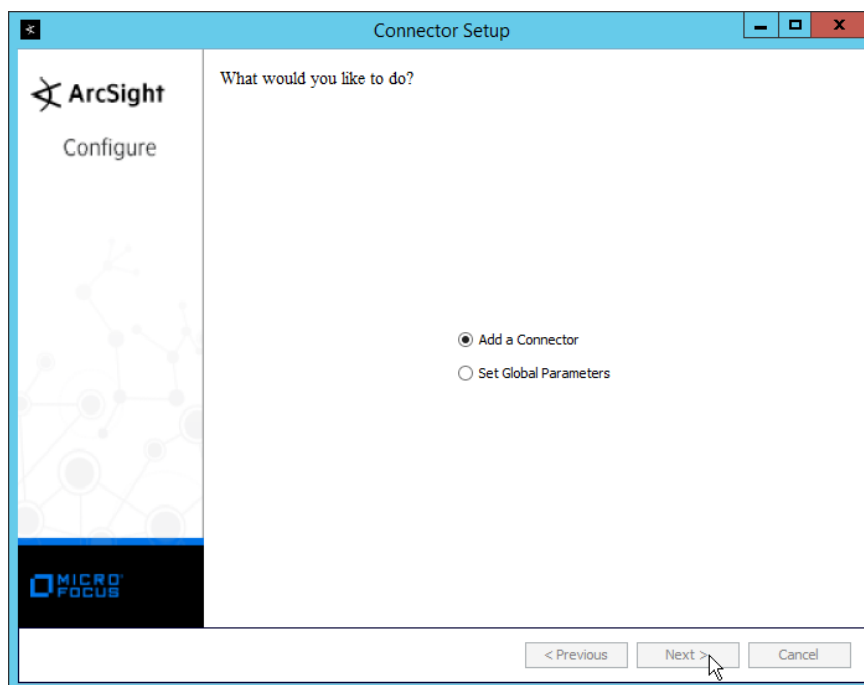 Connector Setup
ArcSight
Configure
What would you like to do?
Add a Connector
Set Global Parameters
MICRO
FOCUS
< Previous
Next >
Cancel